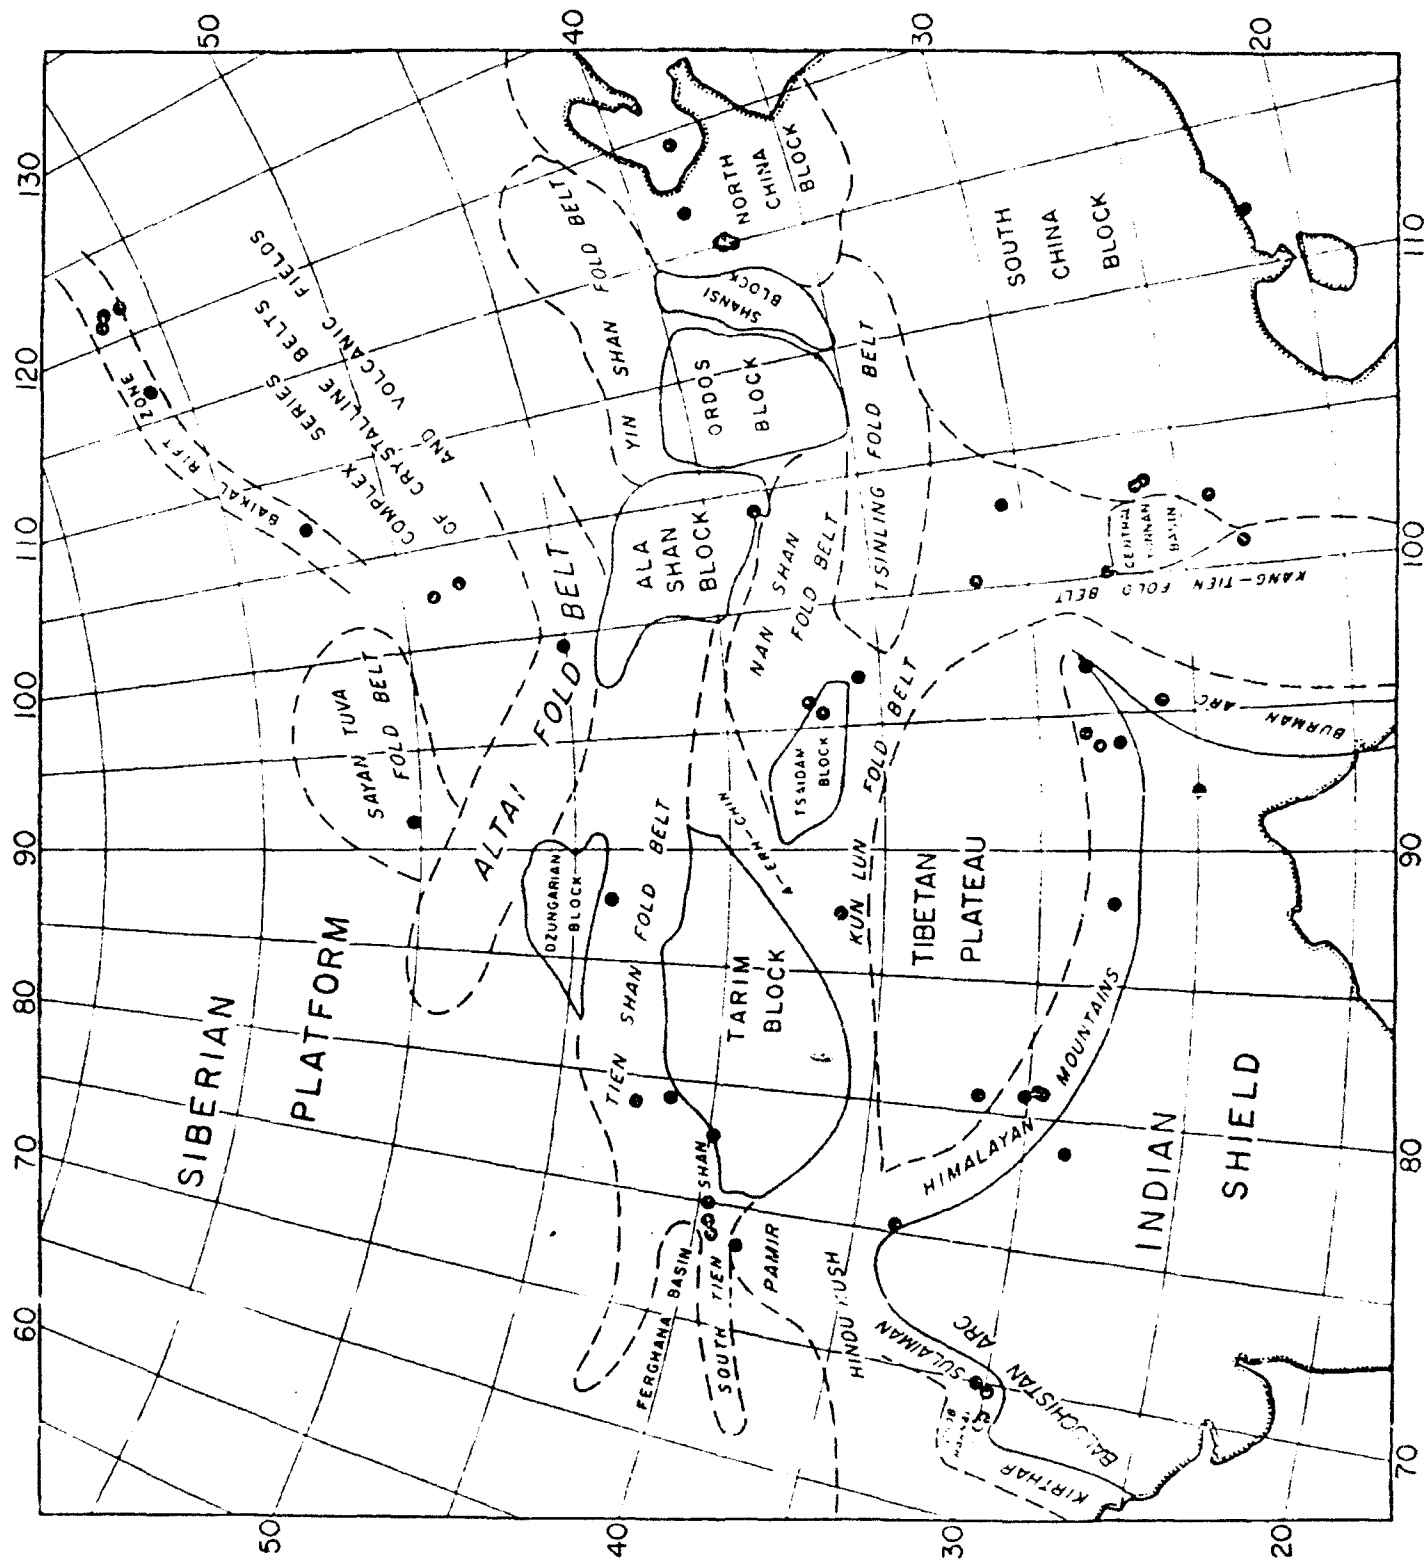 60
70
80
90
100
110
120
130
50
40
30
20
50
40
30
20
70
80
90
100
110
SIBERIAN
PLATFORM
BAIKAL RIFT ZONE
COMPLEX SERIES
OF CRYSTALLINE BELTS
AND VOLCANIC FIELDS
SAYAN TUVA
FOLD BELT
ALTAI FOLD BELT
DZUNGARIAN
BLOCK
TIEN SHAN FOLD BELT
YIN SHAN FOLD BELT
ALA
SHAN
BLOCK
ORDOS
BLOCK
SHANSI
BLOCK
NORTH
CHINA
BLOCK
FERGHANA BASIN
SOUTH TIEN SHAN
PAMIR
TARIM
BLOCK
A-ERH-CHIN
NAN SHAN
FOLD BELT
TSAIDAM
BLOCK
TSINLING FOLD BELT
KUN LUN FOLD BELT
HINDU KUSH
TIBETAN
PLATEAU
SOUTH
CHINA
BLOCK
HIMALAYAN MOUNTAINS
CENTRAL
YUNNAN
BASIN
KANG-TIEN FOLD BELT
BURMAN ARC
INDIAN
SHIELD
SULAIMAN
ARC
BALUCHISTAN
KIRTHAR